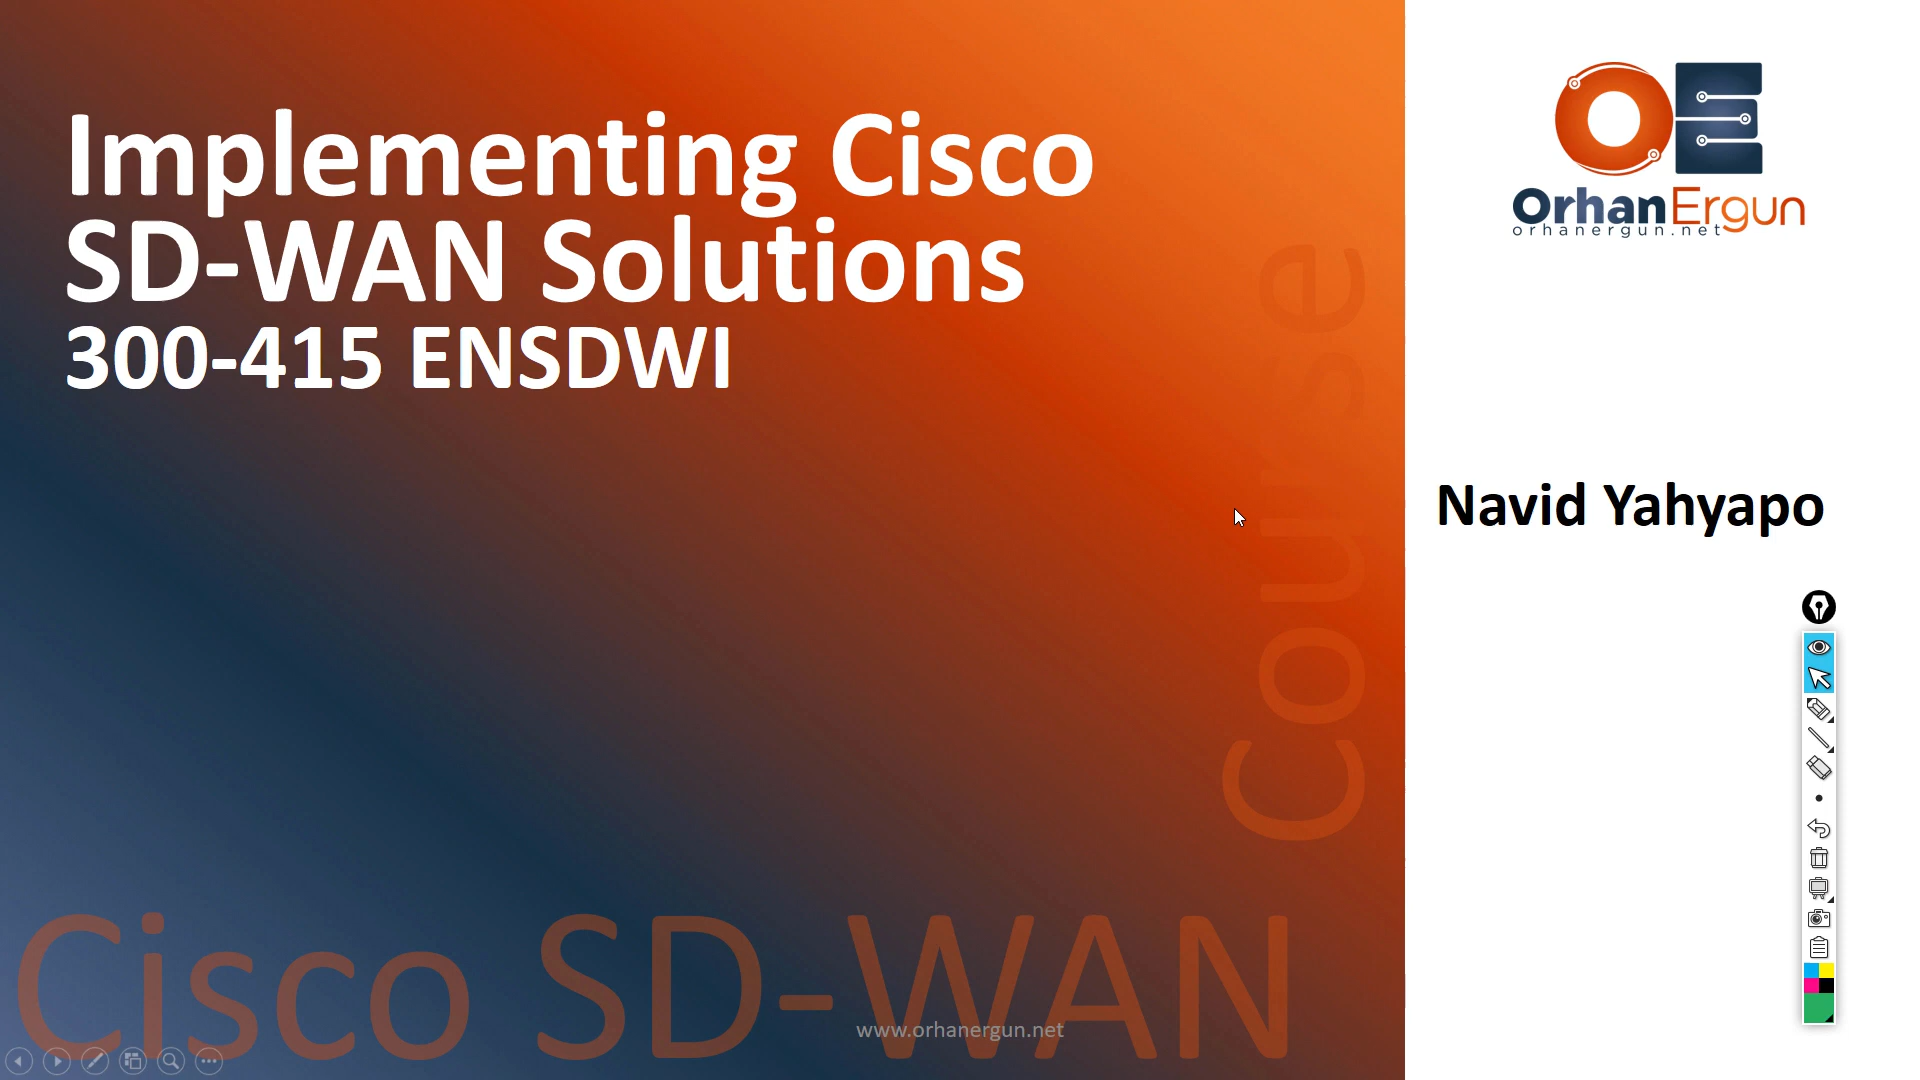 Implementing Cisco
SD-WAN Solutions
300-415 ENSDWI
OE
OrhanErgun
orhanergun.net
Navid Yahyapo
Course
Cisco SD-WAN
www.orhanergun.net